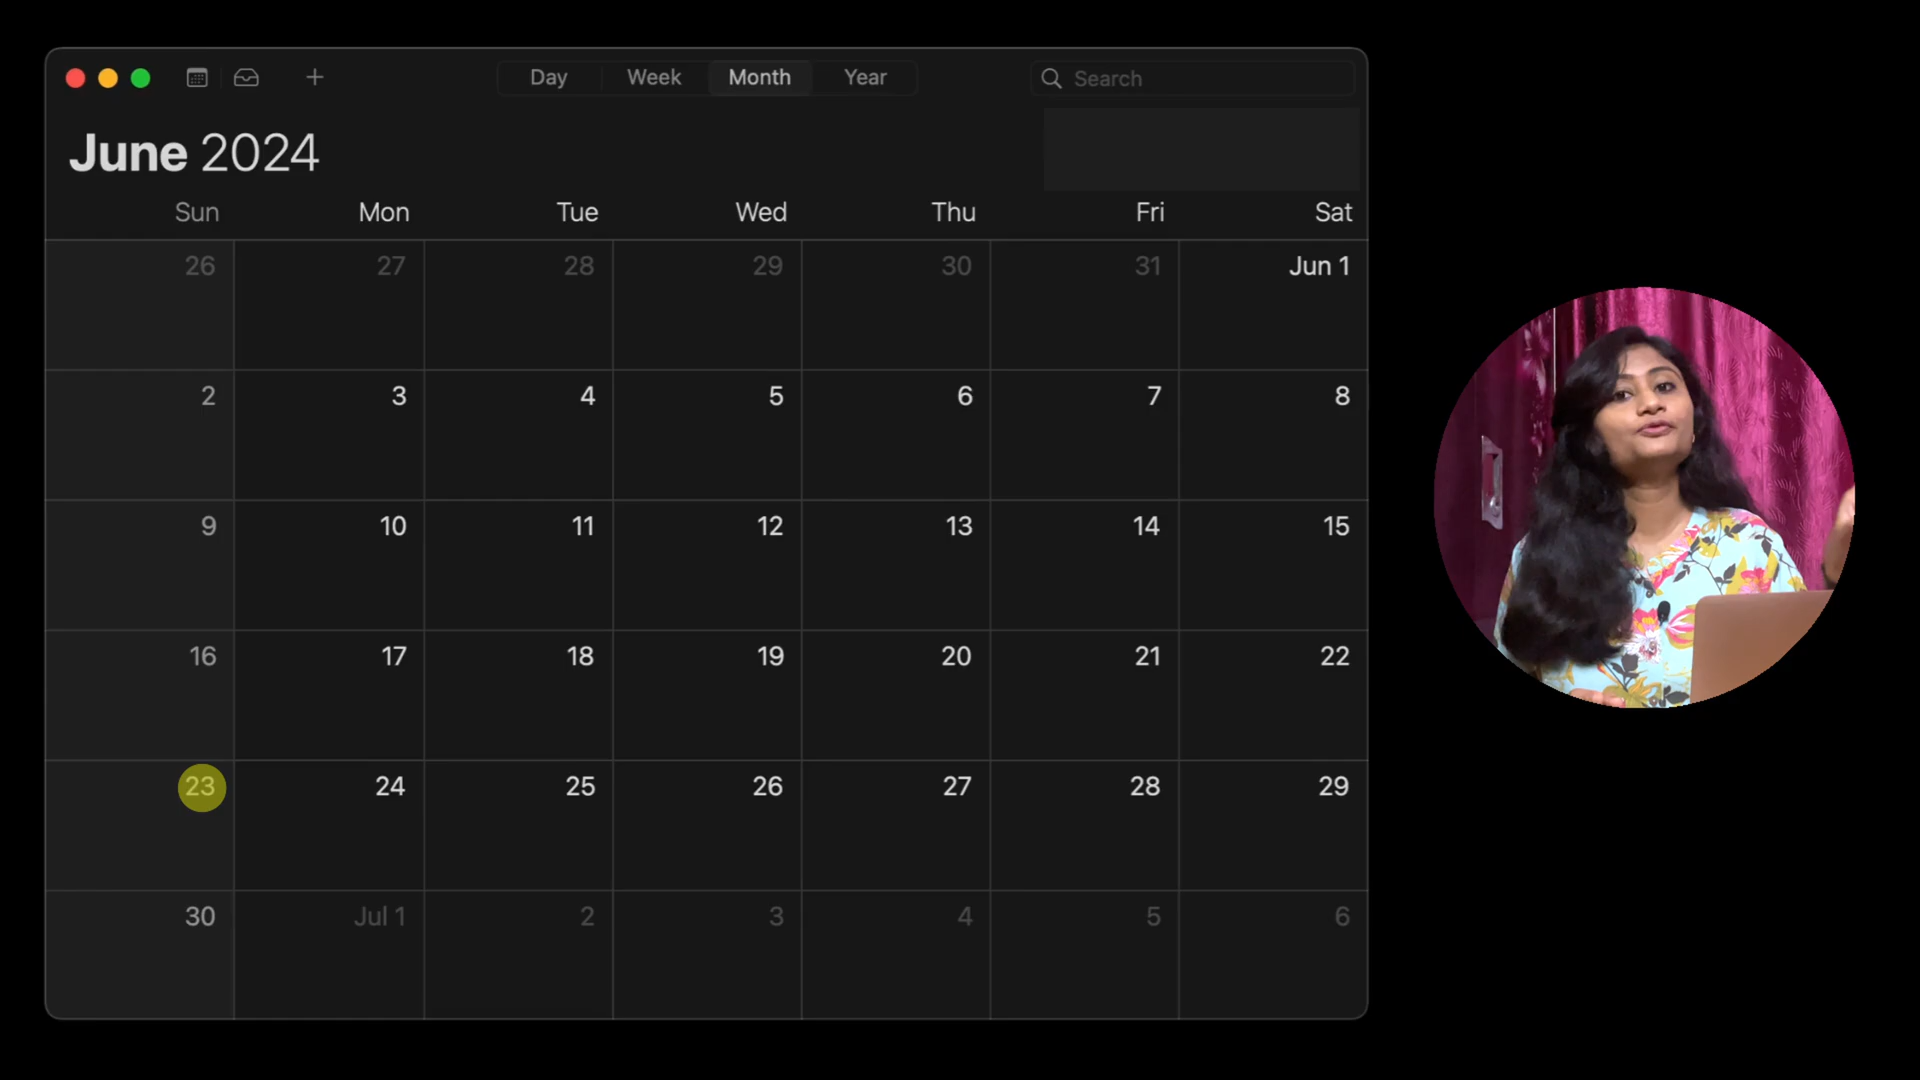 Day Week Month Year Search
June 2024
Sun Mon Tue Wed Thu Fri Sat
26 27 28 29 30 31 Jun 1
2 3 4 5 6 7 8
9 10 11 12 13 14 15
16 17 18 19 20 21 22
23 24 25 26 27 28 29
30 Jul 1 2 3 4 5 6